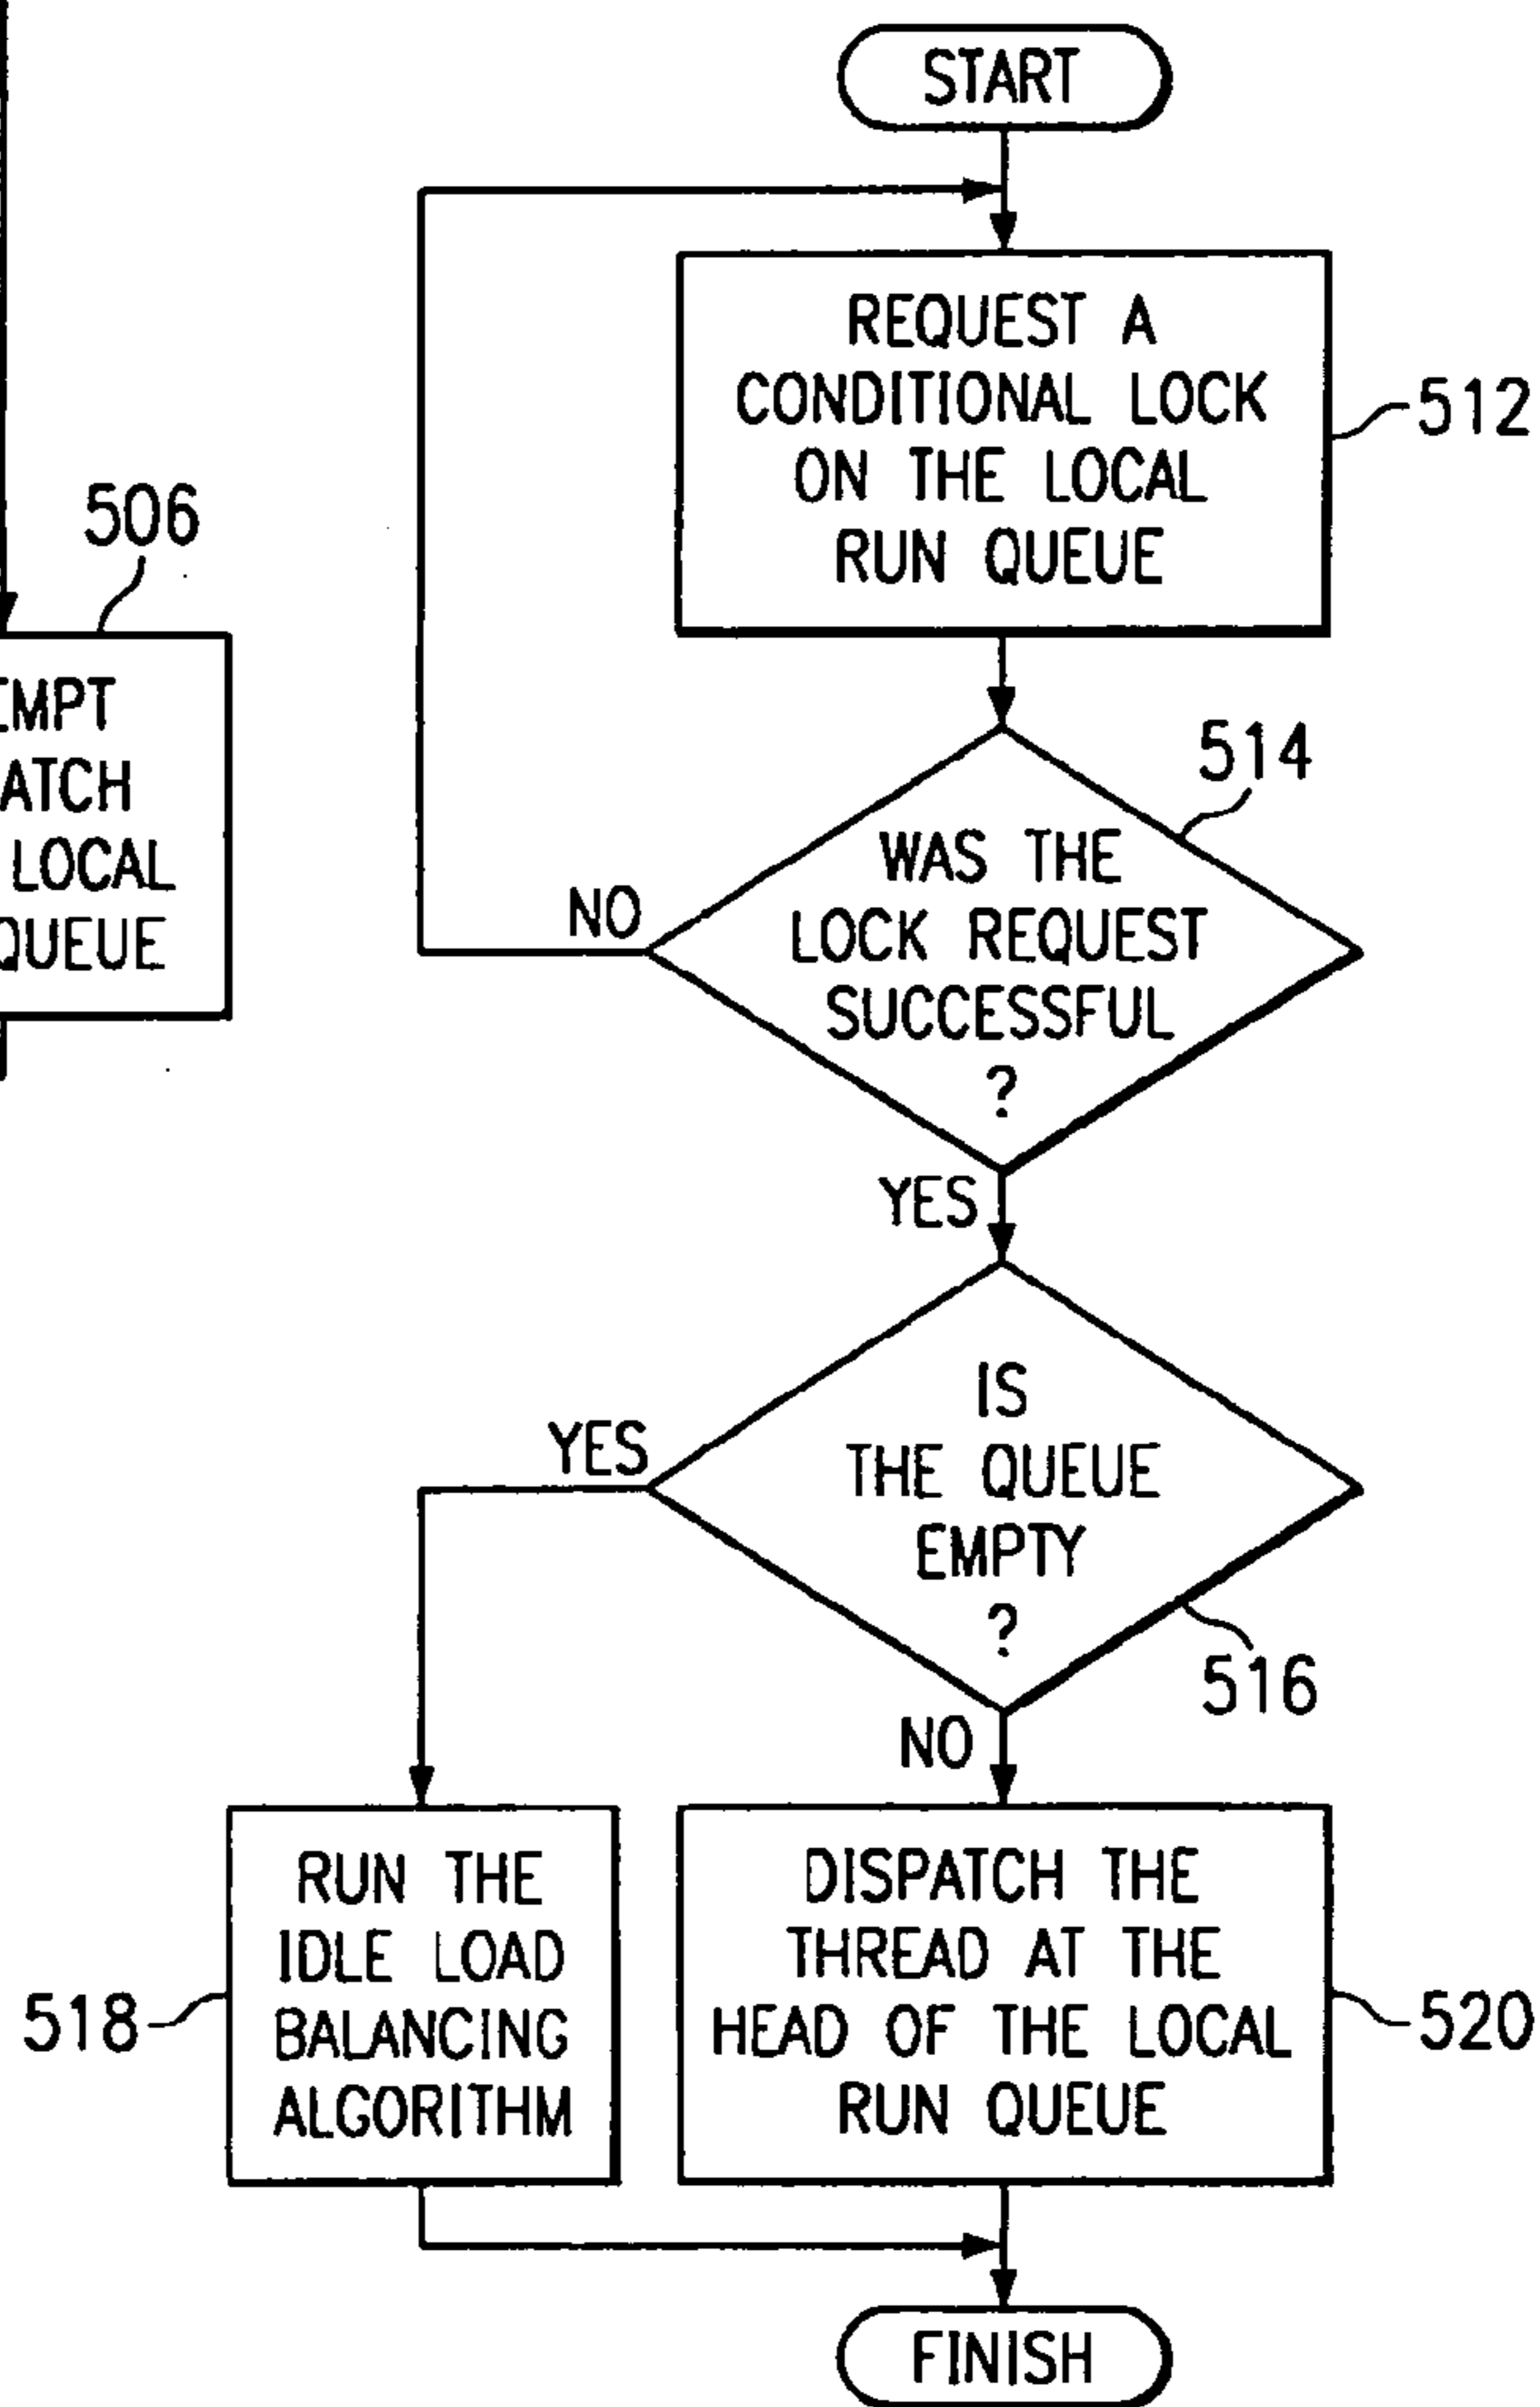 START
REQUEST A
CONDITIONAL LOCK
ON THE LOCAL
RUN QUEUE
512
506
LOCAL
QUEUE
514
WAS THE
LOCK REQUEST
SUCCESSFUL
?
NO
YES
IS
THE QUEUE
EMPTY
?
YES
516
NO
RUN THE
IDLE LOAD
BALANCING
ALGORITHM
518
DISPATCH THE
THREAD AT THE
HEAD OF THE LOCAL
RUN QUEUE
520
FINISH